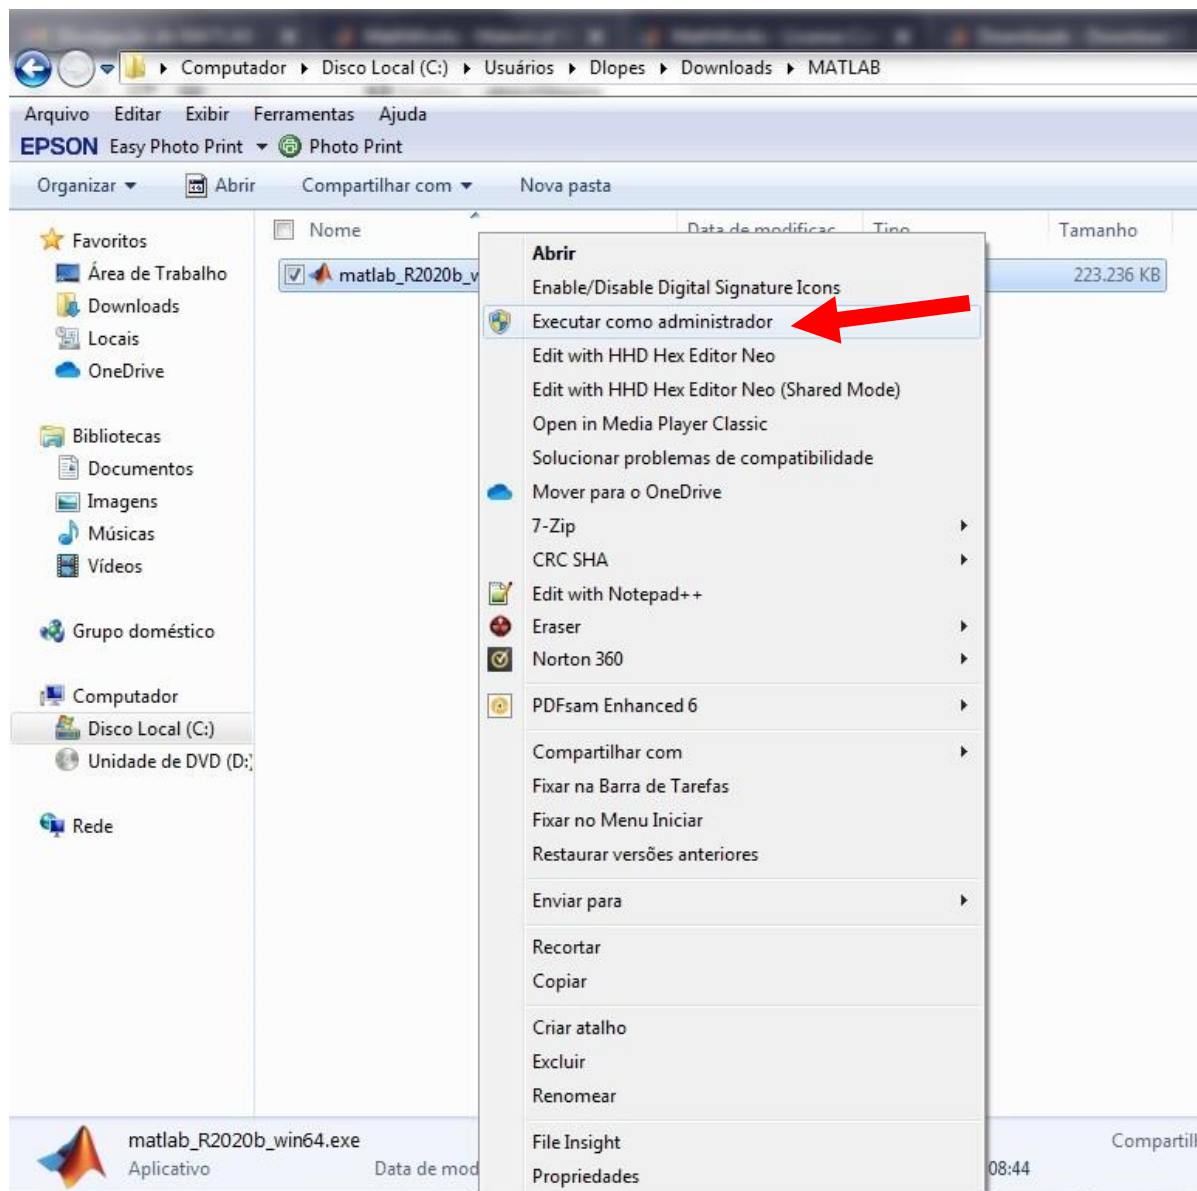 Computador Disco Local (C:) Usuários Dlopes Downloads MATLAB
Arquivo Editar Exibir Ferramentas Ajuda
EPSON Easy Photo Print Photo Print
Organizar Abrir Compartilhar com Nova pasta
Favoritos
Área de Trabalho
Downloads
Locais
OneDrive
Bibliotecas
Documentos
Imagens
Músicas
Vídeos
Grupo doméstico
Computador
Disco Local (C:)
Unidade de DVD (D:)
Rede
Nome Data de modificaç Tipo Tamanho
matlab_R2020b_w 223.236 KB
Abrir
Enable/Disable Digital Signature Icons
Executar como administrador
Edit with HHD Hex Editor Neo
Edit with HHD Hex Editor Neo (Shared Mode)
Open in Media Player Classic
Solucionar problemas de compatibilidade
Mover para o OneDrive
7-Zip
CRC SHA
Edit with Notepad++
Eraser
Norton 360
PDFsam Enhanced 6
Compartilhar com
Fixar na Barra de Tarefas
Fixar no Menu Iniciar
Restaurar versões anteriores
Enviar para
Recortar
Copiar
Criar atalho
Excluir
Renomear
File Insight
Propriedades
matlab_R2020b_win64.exe Compartil
Aplicativo Data de mod 08:44